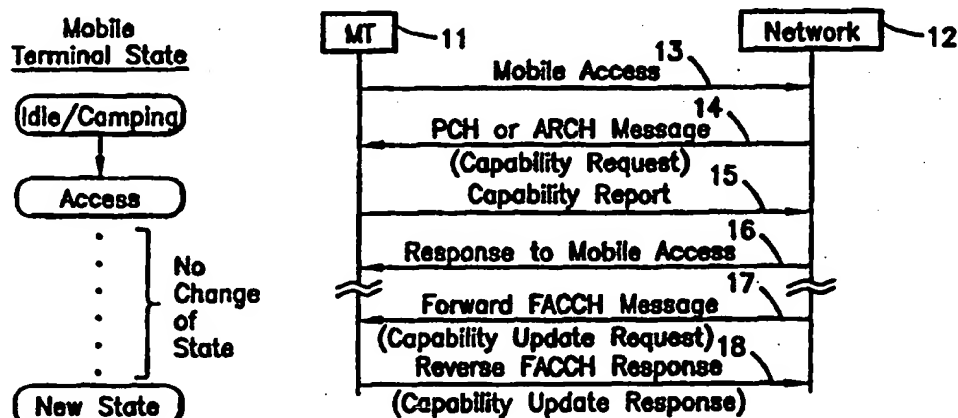 Mobile
Terminal State
Idle/Camping
Access
No
Change
of
State
New State
MT
11
Network
12
13
Mobile Access
14
PCH or ARCH Message
(Capability Request)
15
Capability Report
16
Response to Mobile Access
17
Forward FACCH Message
(Capability Update Request)
18
Reverse FACCH Response
(Capability Update Response)